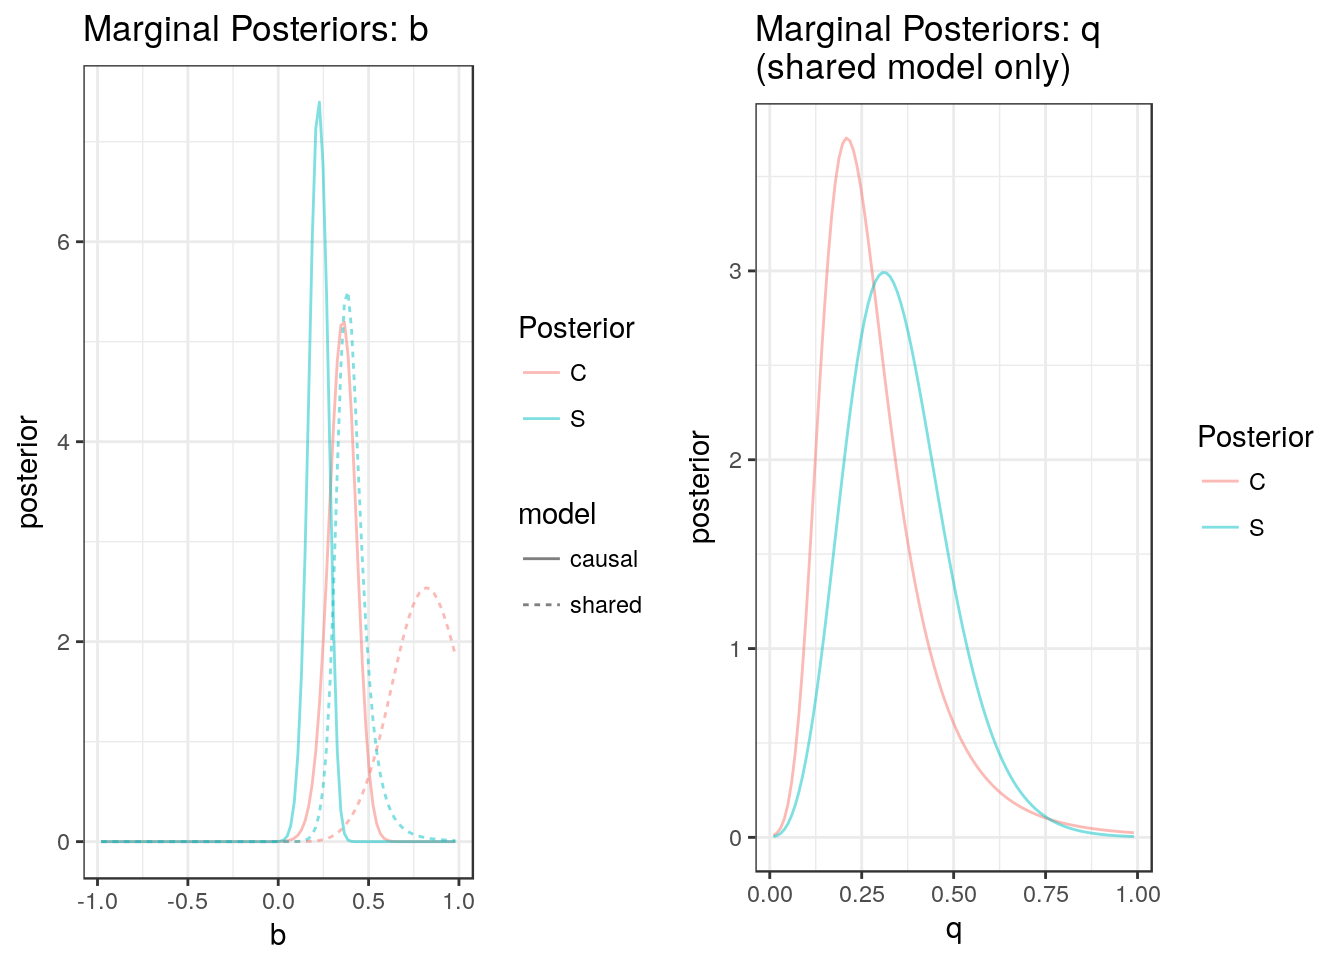 Marginal Posteriors: b
posterior
6
4
2
0
-1.0 -0.5 0.0 0.5 1.0
b
Posterior
C
S
model
causal
shared
Marginal Posteriors: q
(shared model only)
posterior
3
2
1
0
0.00 0.25 0.50 0.75 1.00
q
Posterior
C
S